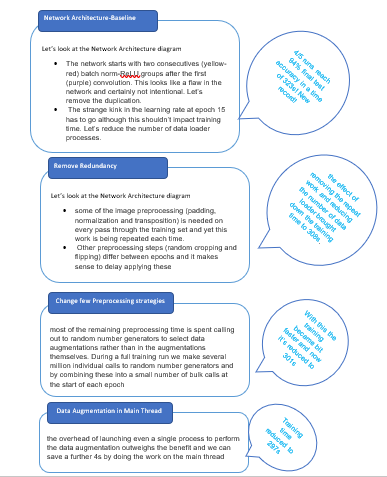 Network Architecture-Baseline
Let's look at the Network Architecture diagram
• The network starts with two consecutive (yellow-
red) batch norm-ReLU groups after the first
(purple) convolution. This looks like a flaw in the
network and certainly not intentional. Let's
remove the duplication.
• The strange kink in the learning rate at epoch 15
has to go although this shouldn't impact training
time. Let's reduce the number of data loader
processes.
4/5 runs reach
94% final test
accuracy in a time
of 323s! New
record!
Remove Redundancy
Let's look at the Network Architecture diagram
• some of the image preprocessing (padding,
normalization and transposition) is needed on
every pass through the training set and yet this
work is being repeated each time.
• Other preprocessing steps (random cropping and
flipping) differ between epochs and it makes
sense to delay applying these
the effect of
removing the repeat
work and reducing
the number of data
loader brought
down the training
time to 308s.
Change few Preprocessing strategies
most of the remaining preprocessing time is spent calling
out to random number generators to select data
augmentations rather than in the augmentations
themselves. During a full training run we make several
million individual calls to random number generators and
by combining these into a small number of bulk calls at
the start of each epoch
With this the
training
became bit
faster and now
it's reduced to
301s
Data Augmentation in Main Thread
the overhead of launching even a single process to perform
the data augmentation outweighs the benefit and we can
save a further 4s by doing the work on the main thread
Training
time
reduced to
297s